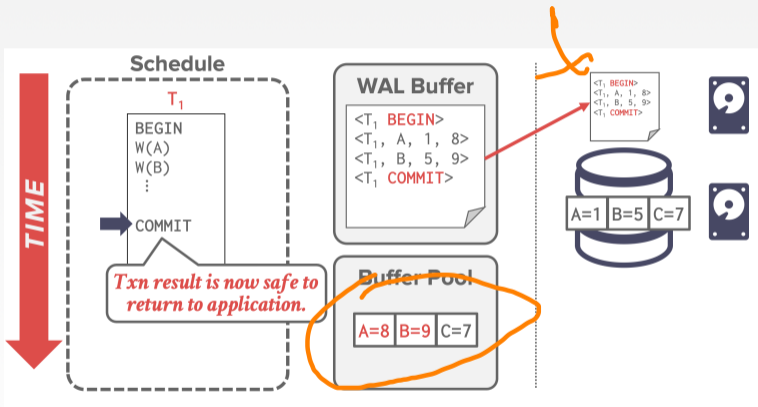 Schedule
T₁
BEGIN
W(A)
W(B)
⋮
COMMIT
Txn result is now safe to
return to application.
TIME
WAL Buffer
<T₁ BEGIN>
<T₁, A, 1, 8>
<T₁, B, 5, 9>
<T₁ COMMIT>
Buffer Pool
A=8 B=9 C=7
<T₁ BEGIN>
<T₁, A, 1, 8>
<T₁, B, 5, 9>
<T₁ COMMIT>
A=1 B=5 C=7